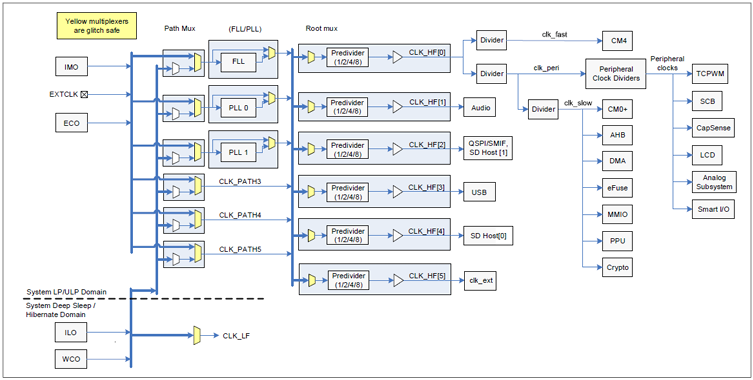 Yellow multiplexers
are glitch safe
Path Mux
(FLL/PLL)
Root mux
IMO
EXTCLK
ECO
FLL
PLL 0
PLL 1
CLK_PATH3
CLK_PATH4
CLK_PATH5
Predivider
(1/2/4/8)
CLK_HF[0]
Predivider
(1/2/4/8)
CLK_HF[1]
Audio
Predivider
(1/2/4/8)
CLK_HF[2]
QSPI/SMIF,
SD Host [1]
Predivider
(1/2/4/8)
CLK_HF[3]
USB
Predivider
(1/2/4/8)
CLK_HF[4]
SD Host[0]
Predivider
(1/2/4/8)
CLK_HF[5]
clk_ext
Divider
clk_fast
CM4
Divider
clk_peri
Peripheral
Clock Dividers
Peripheral
clocks
Divider
clk_slow
CM0+
AHB
DMA
eFuse
MMIO
PPU
Crypto
TCPWM
SCB
CapSense
LCD
Analog
Subsystem
Smart I/O
System LP/ULP Domain
System Deep Sleep /
Hibernate Domain
ILO
WCO
CLK_LF